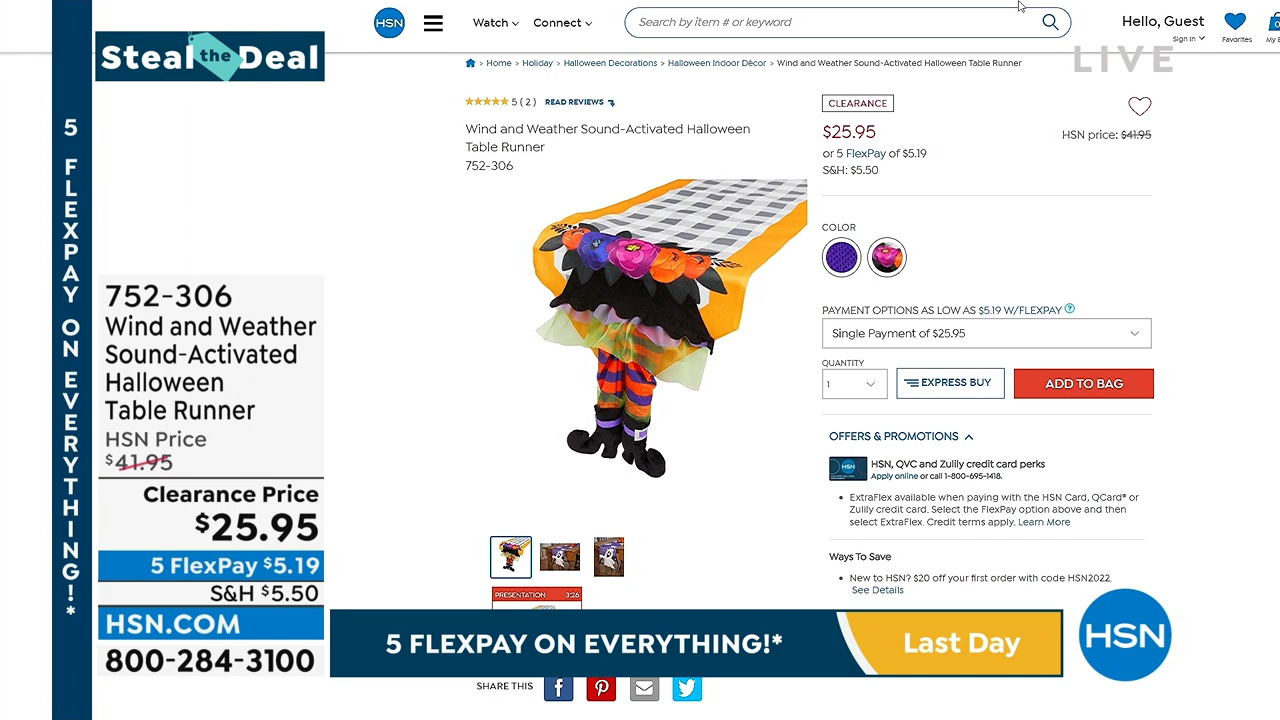 Steal the Deal
5 FLEXPAY ON EVERYTHING!*
752-306
Wind and Weather
Sound-Activated
Halloween
Table Runner
HSN Price
$41.95
Clearance Price
$25.95
5 FlexPay $5.19
S&H $5.50
HSN.COM
800-284-3100
HSN
Watch
Connect
Search by item # or keyword
Hello, Guest
Sign In
Favorites
0
LIVE
> Home > Holiday > Halloween Decorations > Halloween Indoor Décor > Wind and Weather Sound-Activated Halloween Table Runner
5 ( 2 ) READ REVIEWS
Wind and Weather Sound-Activated Halloween
Table Runner
752-306
CLEARANCE
$25.95
HSN price: $41.95
or 5 FlexPay of $5.19
S&H: $5.50
COLOR
PAYMENT OPTIONS AS LOW AS $5.19 W/FLEXPAY ?
Single Payment of $25.95
QUANTITY
1
EXPRESS BUY
ADD TO BAG
OFFERS & PROMOTIONS
HSN
HSN, QVC and Zulily credit card perks
Apply online or call 1-800-695-1418.
• ExtraFlex available when paying with the HSN Card, QCard® or
Zulily credit card. Select the FlexPay option above and then
select ExtraFlex. Credit terms apply. Learn More
Ways To Save
• New to HSN? $20 off your first order with code HSN2022.
See Details
PRESENTATION 3:26
5 FLEXPAY ON EVERYTHING!*
Last Day
HSN
SHARE THIS